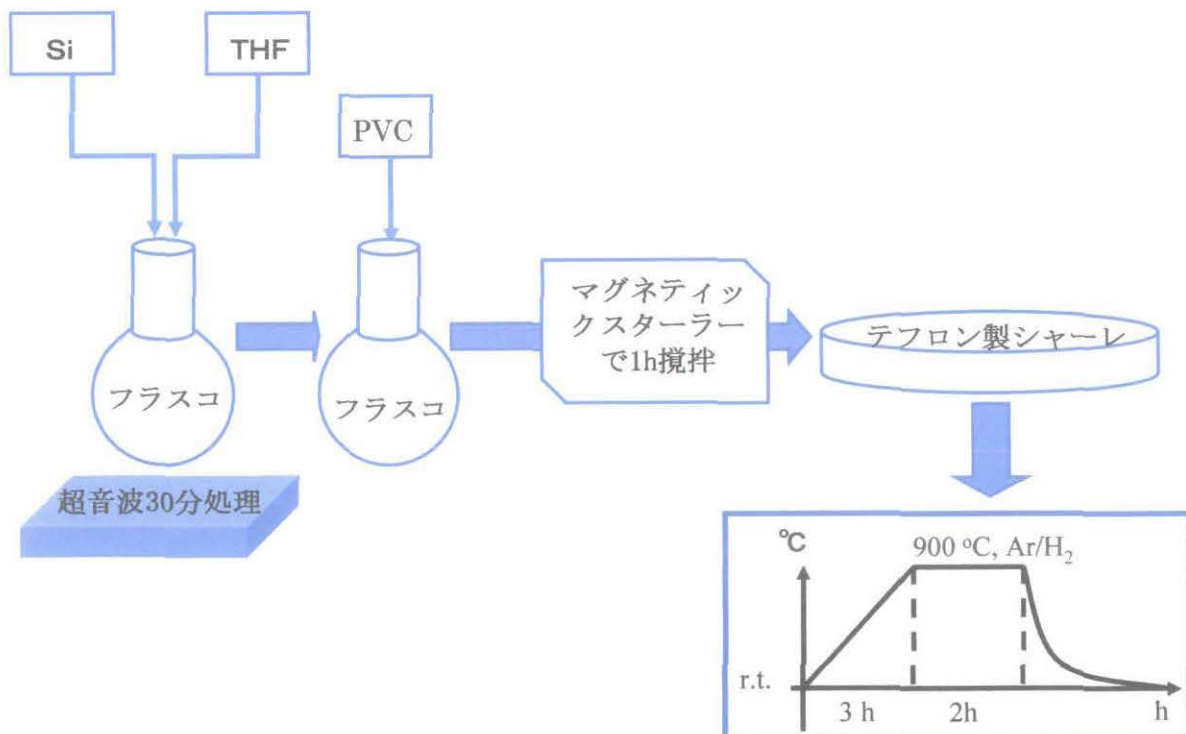 Si
THF
PVC
フラスコ
フラスコ
マグネティッ
クスターラー
で1h撹拌
テフロン製シャーレ
超音波30分処理
℃
900 ℃, Ar/H₂
r.t.
3 h
2h
h